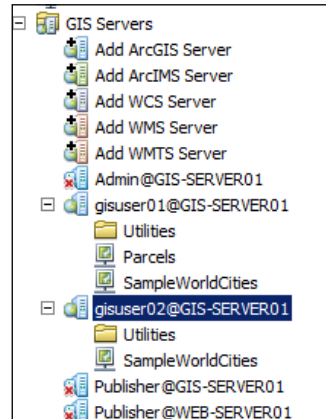 GIS Servers
Add ArcGIS Server
Add ArcIMS Server
Add WCS Server
Add WMS Server
Add WMTS Server
Admin@GIS-SERVER01
gisuser01@GIS-SERVER01
Utilities
Parcels
SampleWorldCities
gisuser02@GIS-SERVER01
Utilities
SampleWorldCities
Publisher@GIS-SERVER01
Publisher@WEB-SERVER01